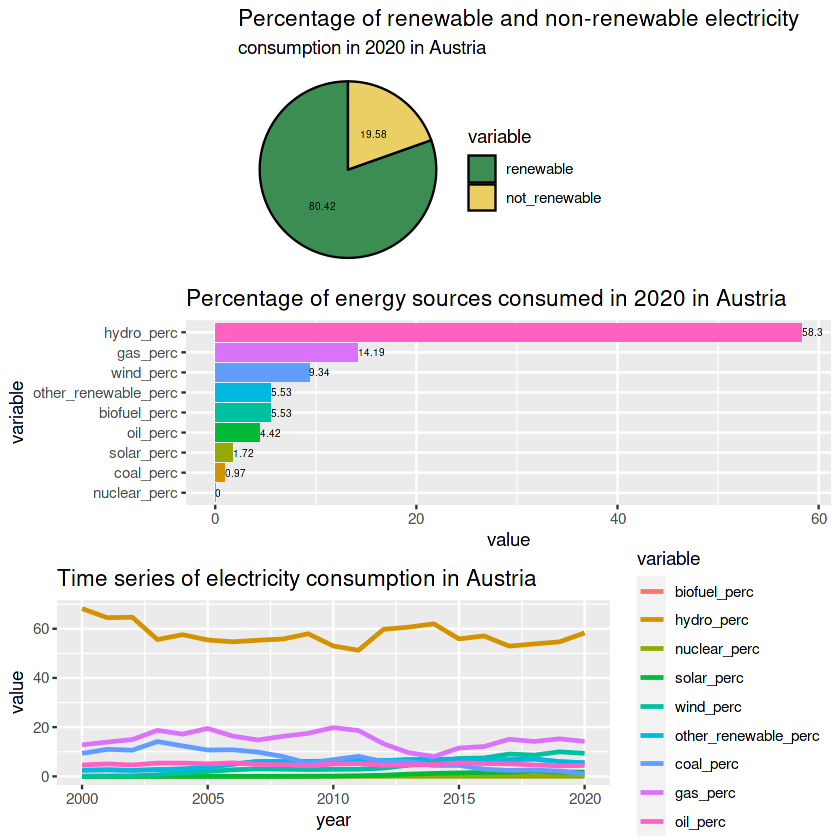 Percentage of renewable and non-renewable electricity
consumption in 2020 in Austria
19.58
80.42
variable
renewable
not_renewable
Percentage of energy sources consumed in 2020 in Austria
variable
hydro_perc
58.3
gas_perc
14.19
wind_perc
9.34
other_renewable_perc
5.53
biofuel_perc
5.53
oil_perc
4.42
solar_perc
1.72
coal_perc
0.97
nuclear_perc
0
0 20 40 60
value
Time series of electricity consumption in Austria
value
60
40
20
0
2000 2005 2010 2015 2020
year
variable
biofuel_perc
hydro_perc
nuclear_perc
solar_perc
wind_perc
other_renewable_perc
coal_perc
gas_perc
oil_perc